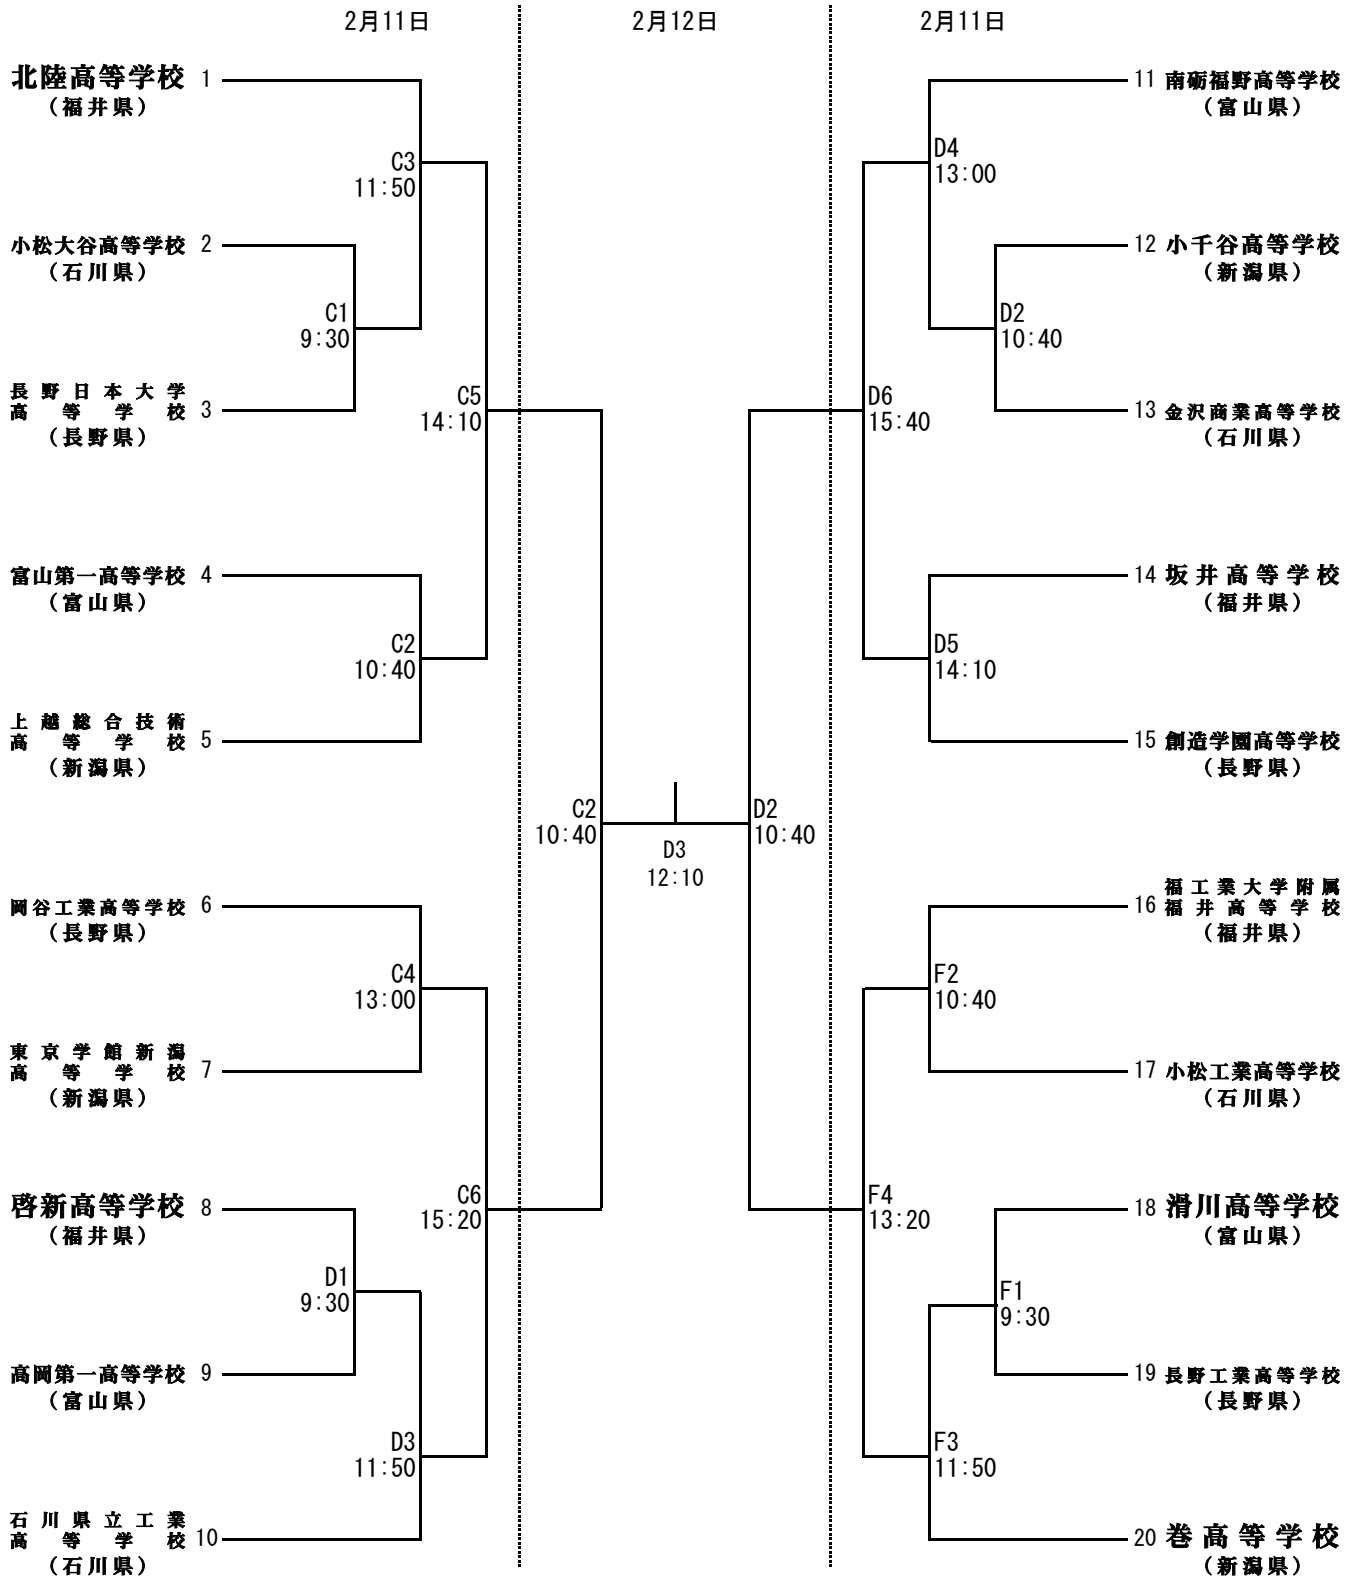 2月11日
2月12日
2月11日
北陸高等学校 1
（福井県）
C3
11:50
小松大谷高等学校 2
（石川県）
C1
9:30
長野日本大学
高等学校 3
（長野県）
C5
14:10
富山第一高等学校 4
（富山県）
C2
10:40
上越総合技術
高等学校 5
（新潟県）
C2
10:40
岡谷工業高等学校 6
（長野県）
C4
13:00
東京学館新潟
高等学校 7
（新潟県）
啓新高等学校 8
（福井県）
C6
15:20
D1
9:30
高岡第一高等学校 9
（富山県）
D3
11:50
石川県立工業
高等学校 10
（石川県）
D3
12:10
11 南砺福野高等学校
（富山県）
D4
13:00
12 小千谷高等学校
（新潟県）
D2
10:40
13 金沢商業高等学校
（石川県）
D6
15:40
14 坂井高等学校
（福井県）
D5
14:10
15 創造学園高等学校
（長野県）
D2
10:40
福工業大学附属
16 福井高等学校
（福井県）
F2
10:40
17 小松工業高等学校
（石川県）
F4
13:20
18 滑川高等学校
（富山県）
F1
9:30
19 長野工業高等学校
（長野県）
F3
11:50
20 巻高等学校
（新潟県）